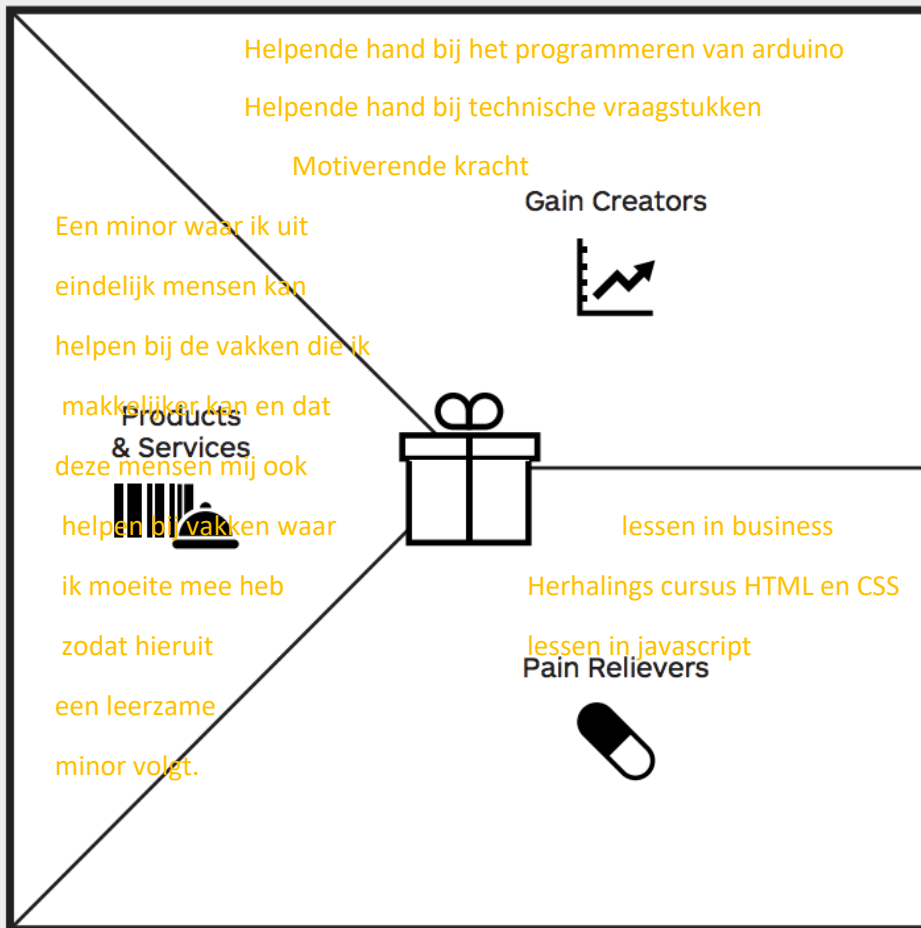 Helpende hand bij het programmeren van arduino
Helpende hand bij technische vraagstukken
Motiverende kracht
Gain Creators
Een minor waar ik uit
eindelijk mensen kan
helpen bij de vakken die ik
makkelijker kan en dat
deze mensen mij ook
helpen bij vakken waar
ik moeite mee heb
zodat hieruit
een leerzame
minor volgt.
Products
& Services
lessen in business
Herhalings cursus HTML en CSS
lessen in javascript
Pain Relievers